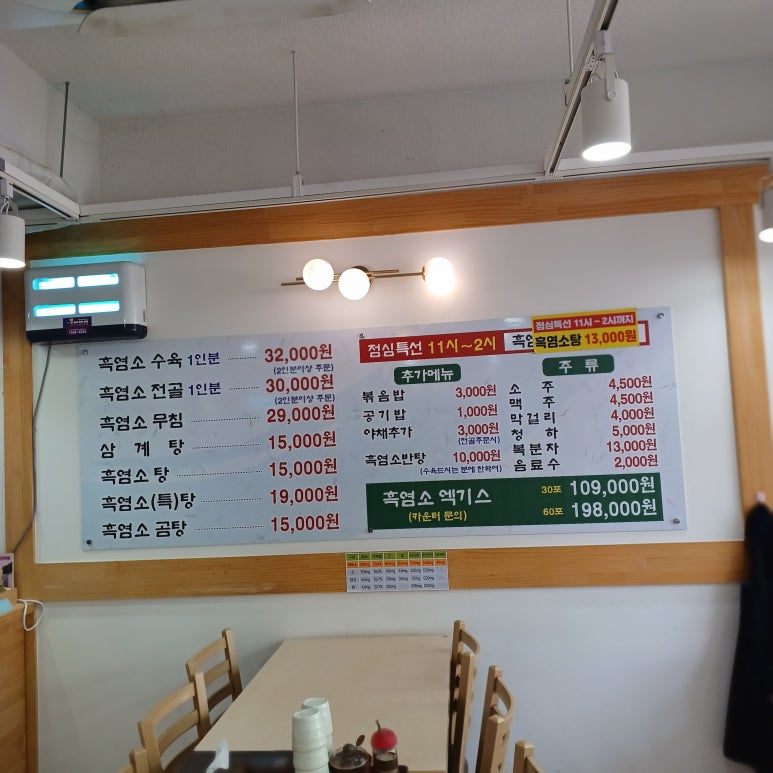 흑염소 수육 1인분 32,000원
(2인분이상 주문)
흑염소 전골 1인분 30,000원
(2인분이상 주문)
흑염소 무침 29,000원
삼계탕 15,000원
흑염소탕 15,000원
흑염소(특)탕 19,000원
흑염소 곰탕 15,000원
점심특선 11시~2시
점심특선 11시~2시까지
흑염소탕 13,000원
추가메뉴
볶음밥 3,000원
공기밥 1,000원
야채추가 3,000원
(전골주문시)
흑염소반탕 10,000원
(수육드시는 분에 한하여)
주류
소주 4,500원
맥주 4,500원
막걸리 4,000원
청하 5,000원
복분자 13,000원
음료수 2,000원
흑염소 엑기스 30포 109,000원
(카운터 문의) 60포 198,000원